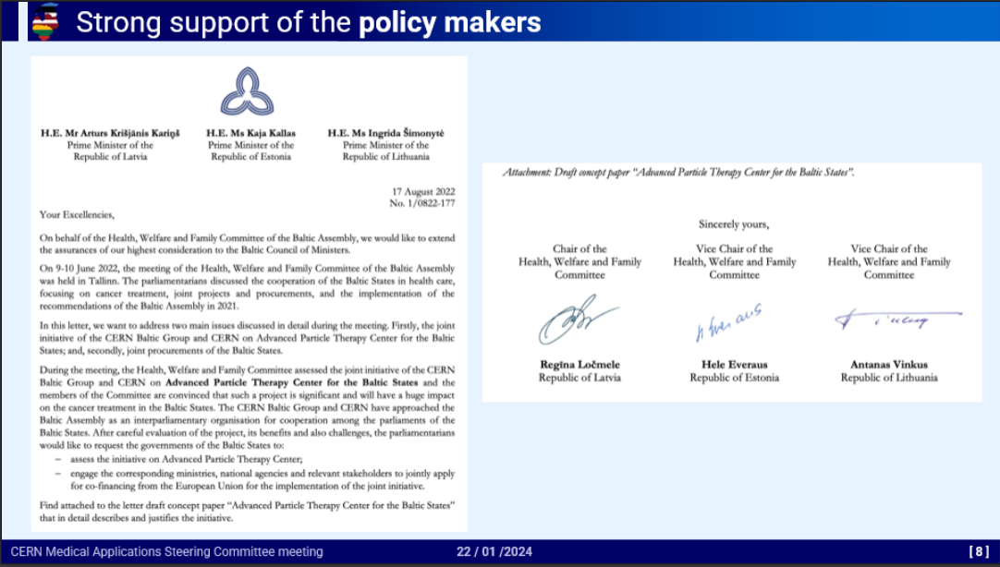 Strong support of the policy makers
H.E. Mr Arturs Krišjānis Kariņš
Prime Minister of the
Republic of Latvia
H.E. Ms Kaja Kallas
Prime Minister of the
Republic of Estonia
H.E. Ms Ingrida Šimonytė
Prime Minister of the
Republic of Lithuania
17 August 2022
No. 1/0822-177
Your Excellencies,
On behalf of the Health, Welfare and Family Committee of the Baltic Assembly, we would like to extend
the assurances of our highest consideration to the Baltic Council of Ministers.
On 9-10 June 2022, the meeting of the Health, Welfare and Family Committee of the Baltic Assembly
was held in Tallinn. The parliamentarians discussed the cooperation of the Baltic States in health care,
focusing on cancer treatment, joint projects and procurements, and the implementation of the
recommendations of the Baltic Assembly in 2021.
In this letter, we want to address two main issues discussed in detail during the meeting. Firstly, the joint
initiative of the CERN Baltic Group and CERN on Advanced Particle Therapy Center for the Baltic
States; and, secondly, joint procurements of the Baltic States.
During the meeting, the Health, Welfare and Family Committee assessed the joint initiative of the CERN
Baltic Group and CERN on Advanced Particle Therapy Center for the Baltic States and the
members of the Committee are convinced that such a project is significant and will have a huge impact
on the cancer treatment in the Baltic States. The CERN Baltic Group and CERN have approached the
Baltic Assembly as an interparliamentary organisation for cooperation among the parliaments of the
Baltic States. After careful evaluation of the project, its benefits and also challenges, the parliamentarians
would like to request the governments of the Baltic States to:
– assess the initiative on Advanced Particle Therapy Center;
– engage the corresponding ministries, national agencies and relevant stakeholders to jointly apply
for co-financing from the European Union for the implementation of the joint initiative.
Find attached to the letter draft concept paper “Advanced Particle Therapy Center for the Baltic States”
that in detail describes and justifies the initiative.
Attachment: Draft concept paper “Advanced Particle Therapy Center for the Baltic States”.
Sincerely yours,
Chair of the
Health, Welfare and Family
Committee
Vice Chair of the
Health, Welfare and Family
Committee
Vice Chair of the
Health, Welfare and Family
Committee
Regīna Ločmele
Republic of Latvia
Hele Everaus
Republic of Estonia
Antanas Vinkus
Republic of Lithuania
CERN Medical Applications Steering Committee meeting
22 / 01 /2024
[ 8 ]